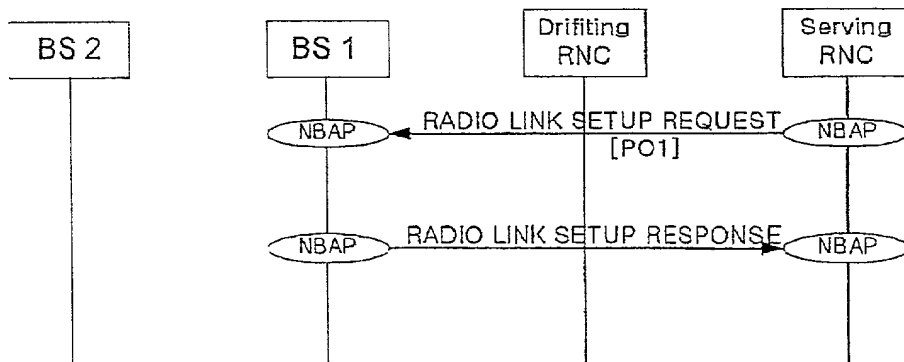 BS 2
BS 1
Drifiting
RNC
Serving
RNC
NBAP
RADIO LINK SETUP REQUEST
[PO1]
NBAP
NBAP
RADIO LINK SETUP RESPONSE
NBAP